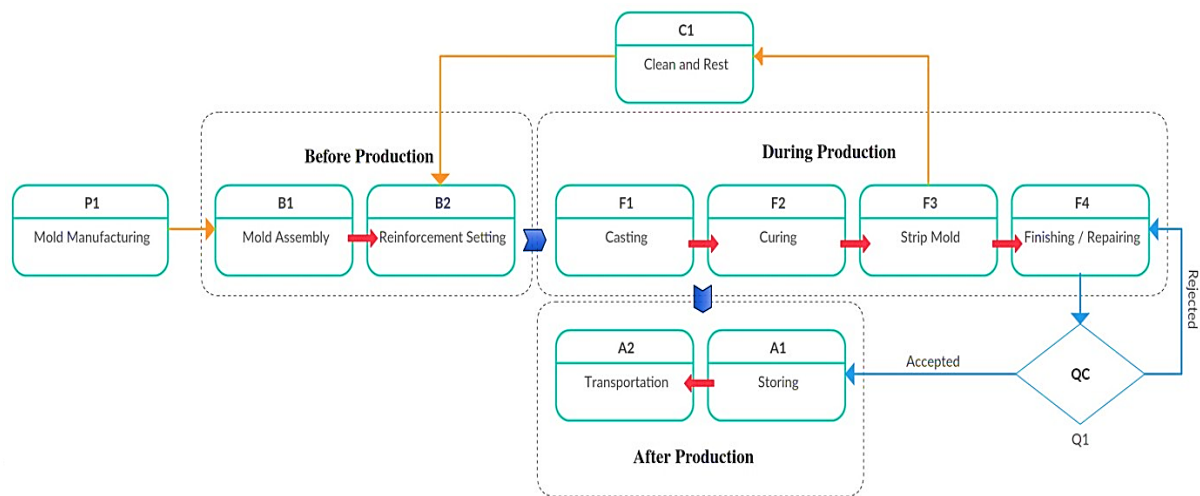 C1
Clean and Rest
Before Production
During Production
P1
Mold Manufacturing
B1
Mold Assembly
B2
Reinforcement Setting
F1
Casting
F2
Curing
F3
Strip Mold
F4
Finishing / Repairing
Rejected
A2
Transportation
A1
Storing
Accepted
QC
Q1
After Production